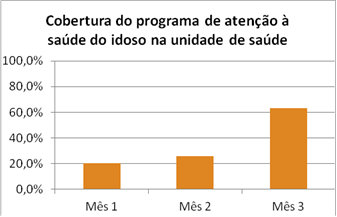 Cobertura do programa de atenção à
saúde do idoso na unidade de saúde
100,0%
80,0%
60,0%
40,0%
20,0%
0,0%
Mês 1 Mês 2 Mês 3